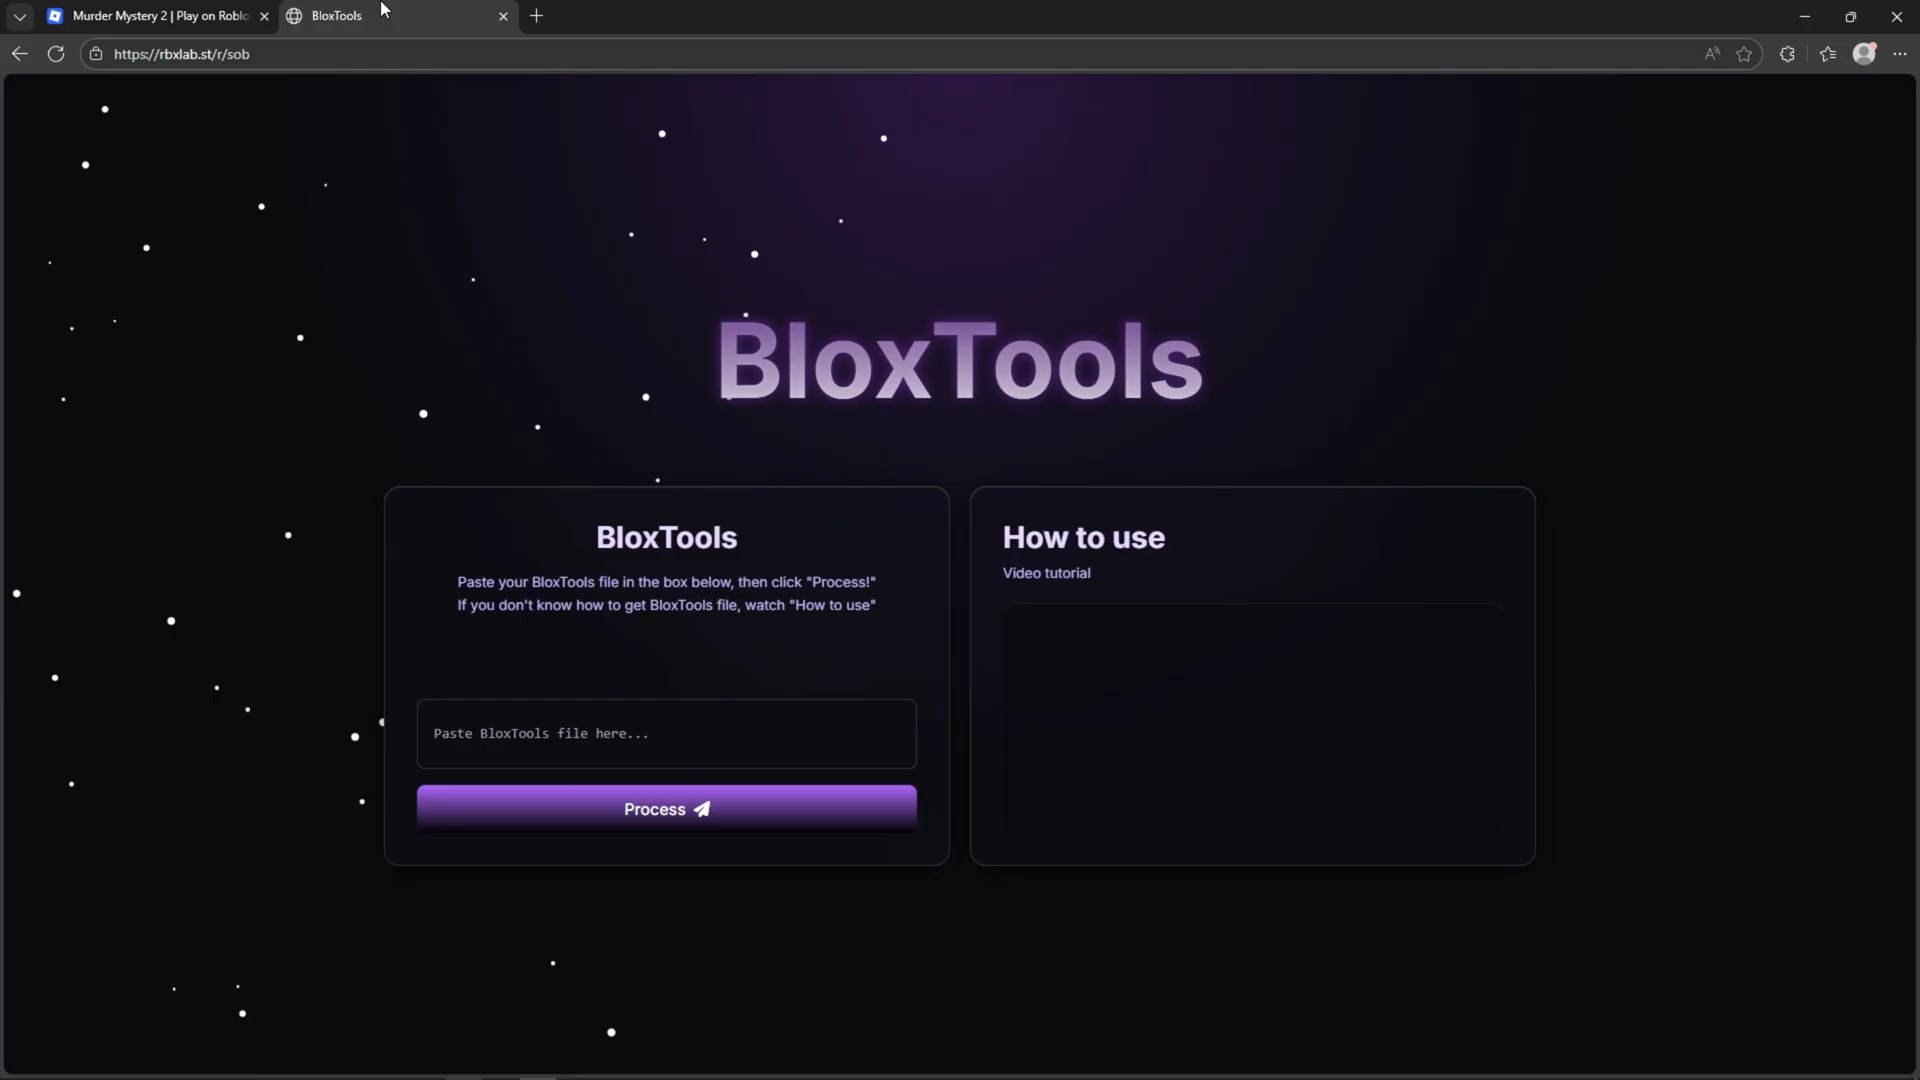 Murder Mystery 2 | Play on Roblo
BloxTools
https://rbxlab.st/r/sob
BloxTools
BloxTools
Paste your BloxTools file in the box below, then click "Process!"
If you don't know how to get BloxTools file, watch "How to use"
Paste BloxTools file here...
Process
How to use
Video tutorial